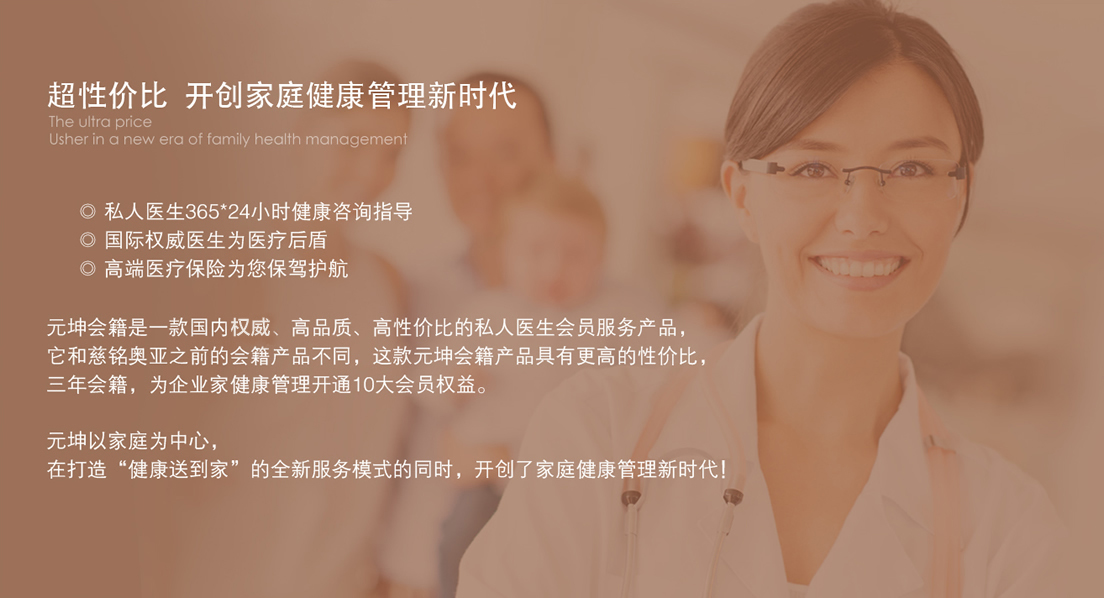 超性价比 开创家庭健康管理新时代
The ultra price
Usher in a new era of family health management
◎ 私人医生365*24小时健康咨询指导
◎ 国际权威医生为医疗后盾
◎ 高端医疗保险为您保驾护航
元坤会籍是一款国内权威、高品质、高性价比的私人医生会员服务产品，
它和慈铭奥亚之前的会籍产品不同，这款元坤会籍产品具有更高的性价比，
三年会籍，为企业家健康管理开通10大会员权益。
元坤以家庭为中心，
在打造“健康送到家”的全新服务模式的同时，开创了家庭健康管理新时代！